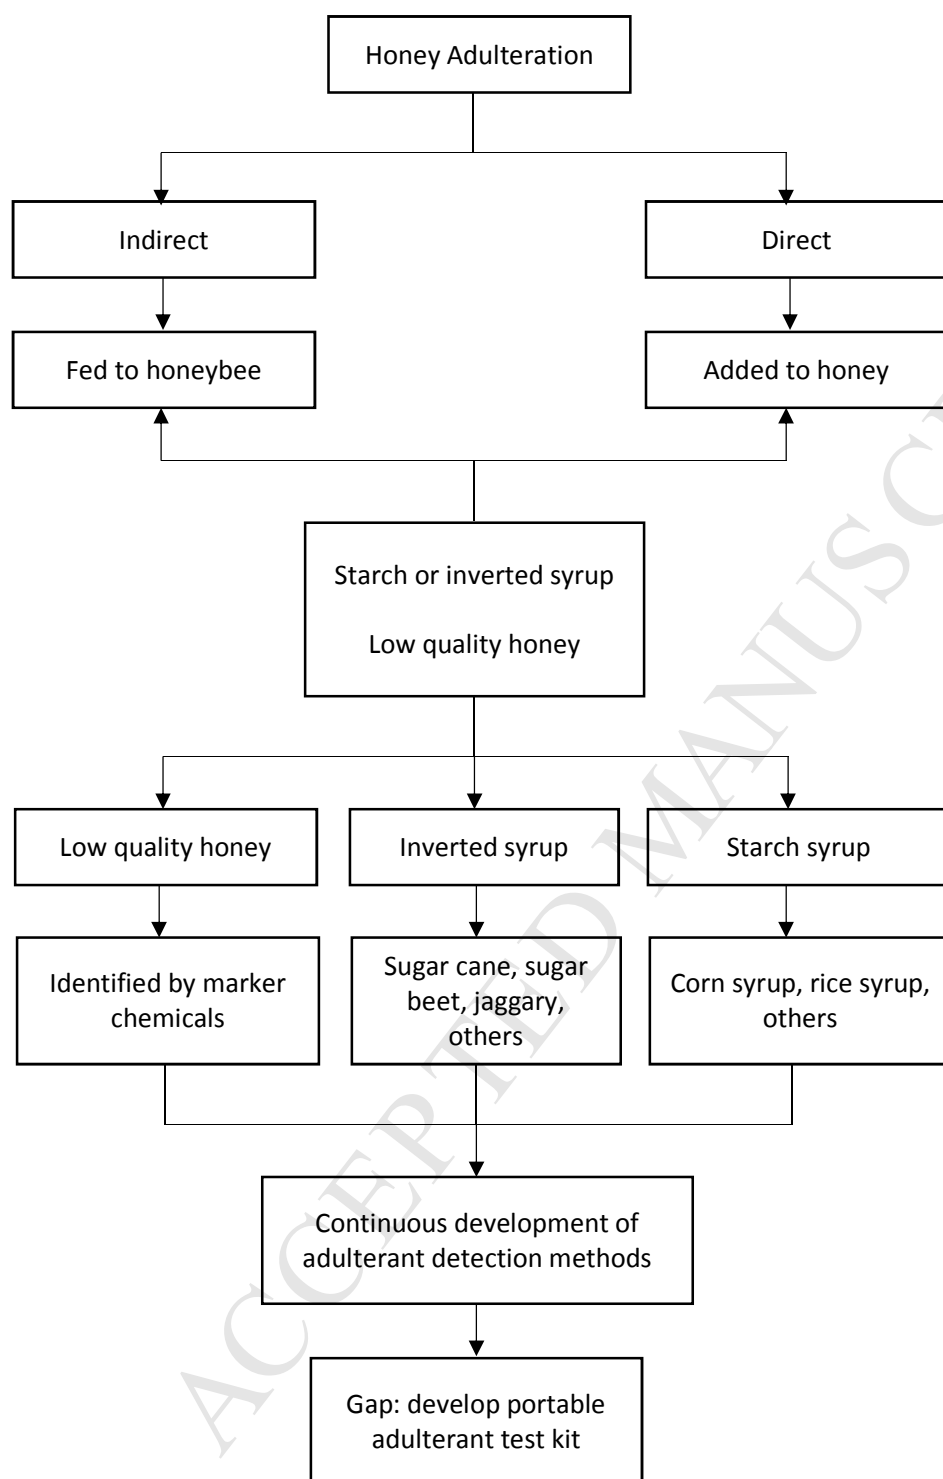 Honey Adulteration
Indirect
Direct
Fed to honeybee
Added to honey
Starch or inverted syrup
Low quality honey
Low quality honey
Inverted syrup
Starch syrup
Identified by marker
chemicals
Sugar cane, sugar
beet, jaggary,
others
Corn syrup, rice syrup,
others
Continuous development of
adulterant detection methods
Gap: develop portable
adulterant test kit
ACCEPTED MANUSC